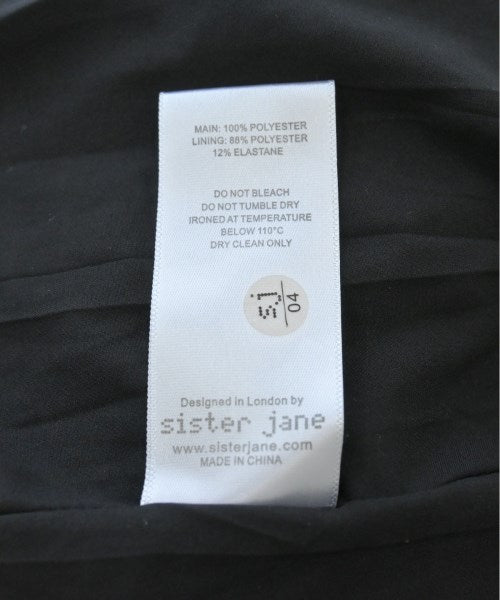 MAIN: 100% POLYESTER
LINING: 88% POLYESTER
12% ELASTANE
DO NOT BLEACH
DO NOT TUMBLE DRY
IRONED AT TEMPERATURE
BELOW 110°C
DRY CLEAN ONLY
S.j
04
Designed in London by
sister jane
www.sisterjane.com
MADE IN CHINA